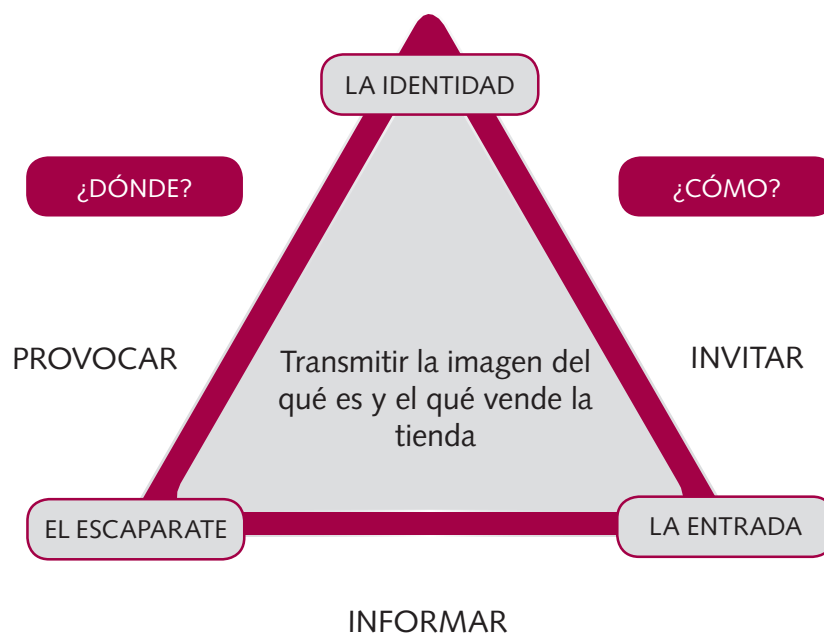 LA IDENTIDAD
¿DÓNDE?
¿CÓMO?
PROVOCAR
INVITAR
Transmitir la imagen del
qué es y el qué vende la
tienda
EL ESCAPARATE
LA ENTRADA
INFORMAR